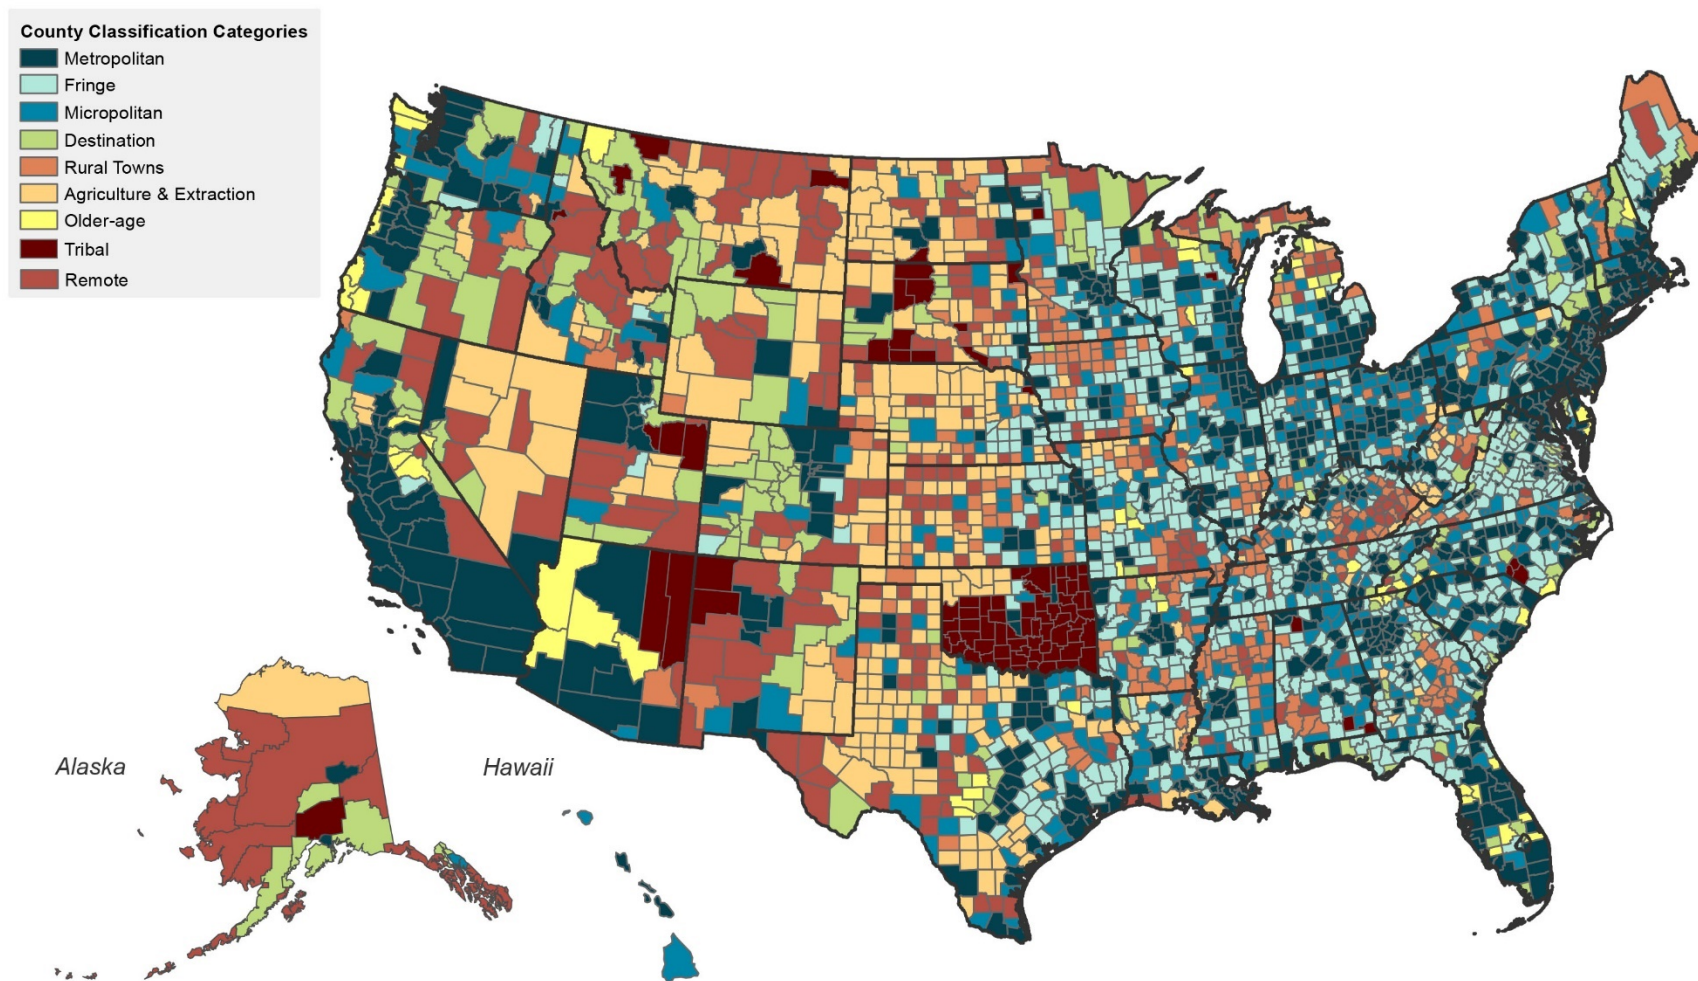 County Classification Categories
Metropolitan
Fringe
Micropolitan
Destination
Rural Towns
Agriculture & Extraction
Older-age
Tribal
Remote
Alaska
Hawaii